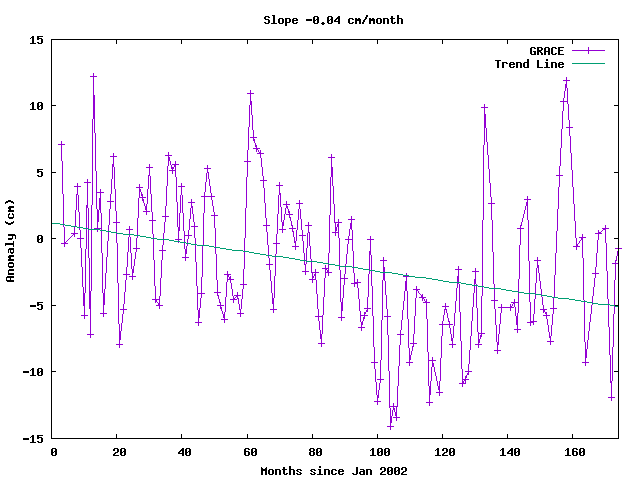 Slope -0.04 cm/month
GRACE
Trend Line
15
10
5
0
-5
-10
-15
Anomaly (cm)
0 20 40 60 80 100 120 140 160
Months since Jan 2002